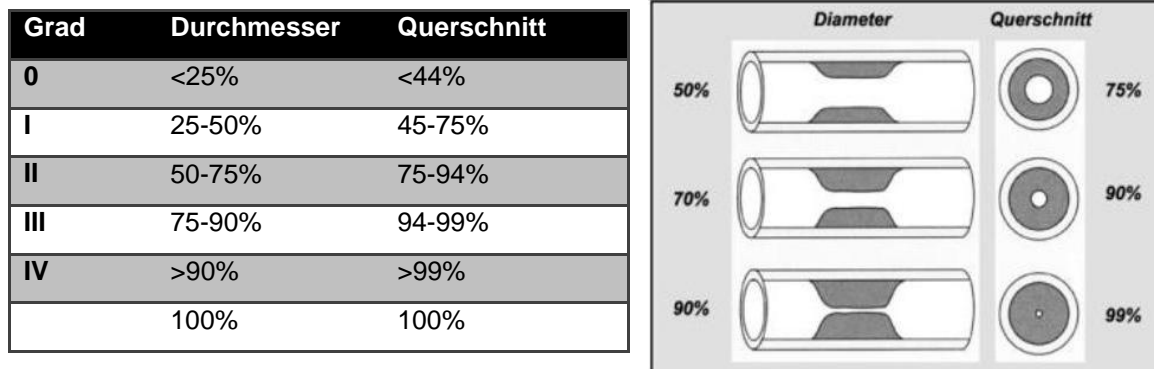 Grad Durchmesser Querschnitt
0 <25% <44%
I 25-50% 45-75%
II 50-75% 75-94%
III 75-90% 94-99%
IV >90% >99%
100% 100%
Diameter Querschnitt
50% 75%
70% 90%
90% 99%